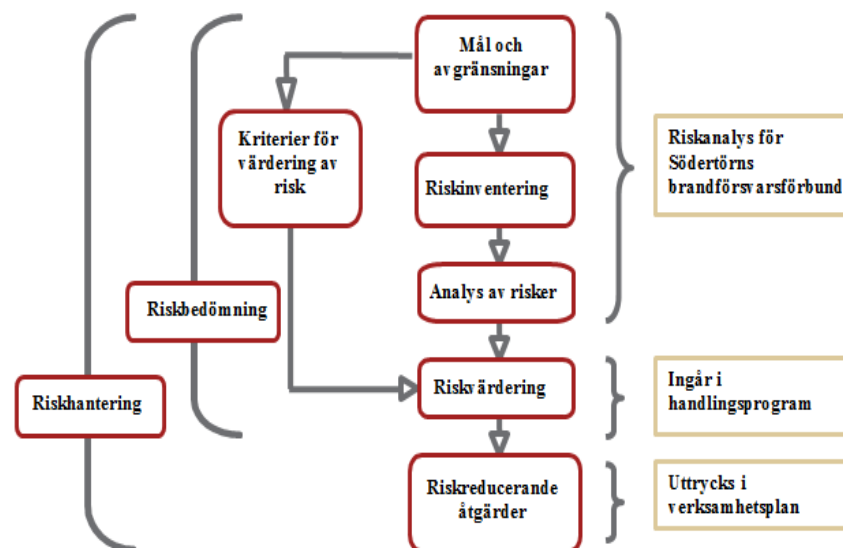 Mål och
avgränsningar
Kriterier för
värdering av
risk
Riskinventering
Analys av risker
Riskvärdering
Riskreducerande
åtgärder
Riskbedömning
Riskhantering
Riskanalys för
Södertörns
brandförsvarsförbund
Ingår i
handlingsprogram
Uttrycks i
verksamhetsplan